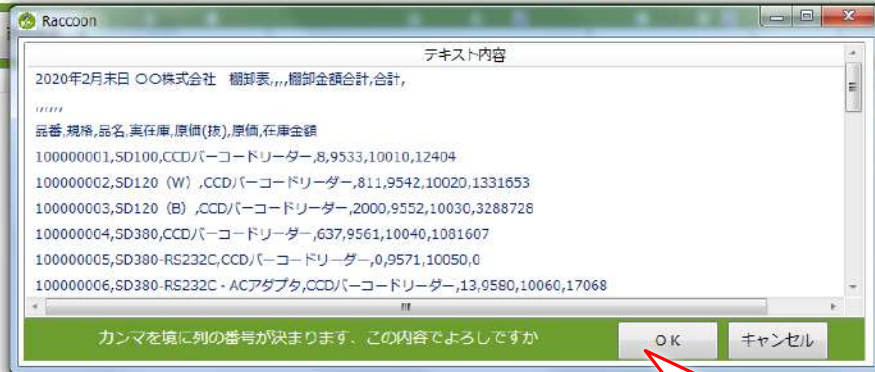 Raccoon
テキスト内容
2020年2月末日 〇〇株式会社　棚卸表,,,,棚卸金額合計,合計,
,,,,,,
品番,規格,品名,実在庫,原価(抜),原価,在庫金額
100000001,SD100,CCDバーコードリーダー,8,9533,10010,12404
100000002,SD120（W）,CCDバーコードリーダー,811,9542,10020,1331653
100000003,SD120（B）,CCDバーコードリーダー,2000,9552,10030,3288728
100000004,SD380,CCDバーコードリーダー,637,9561,10040,1081607
100000005,SD380-RS232C,CCDバーコードリーダー,0,9571,10050,0
100000006,SD380-RS232C・ACアダプタ,CCDバーコードリーダー,13,9580,10060,17068
カンマを境に列の番号が決まります、この内容でよろしですか
OK
キャンセル